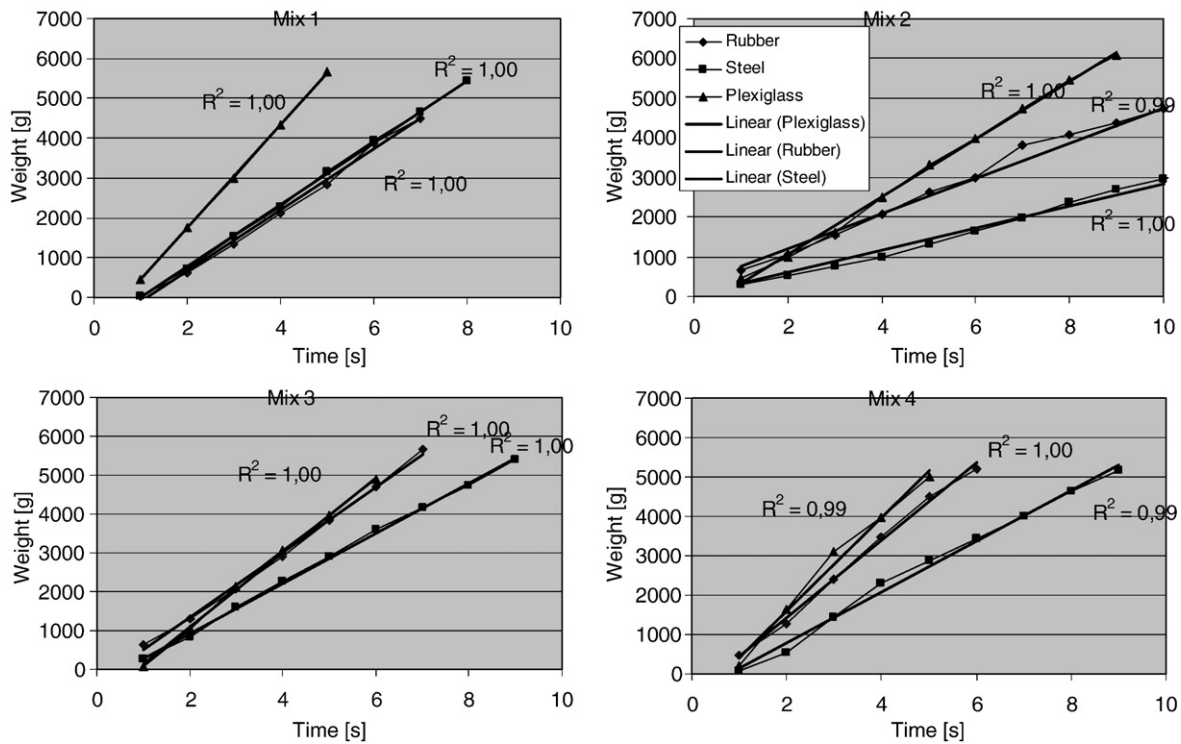 Mix 1
7000
6000
5000
4000
3000
2000
1000
0
Weight [g]
R² = 1,00
R² = 1,00
R² = 1,00
0 2 4 6 8 10
Time [s]
Mix 2
7000
6000
5000
4000
3000
2000
1000
0
Weight [g]
Rubber
Steel
Plexiglass
Linear (Plexiglass)
Linear (Rubber)
Linear (Steel)
R² = 1,00
R² = 0,99
R² = 1,00
0 2 4 6 8 10
Time [s]
Mix 3
7000
6000
5000
4000
3000
2000
1000
0
Weight [g]
R² = 1,00
R² = 1,00
R² = 1,00
0 2 4 6 8 10
Time [s]
Mix 4
7000
6000
5000
4000
3000
2000
1000
0
Weight [g]
R² = 1,00
R² = 0,99
R² = 0,99
0 2 4 6 8 10
Time [s]